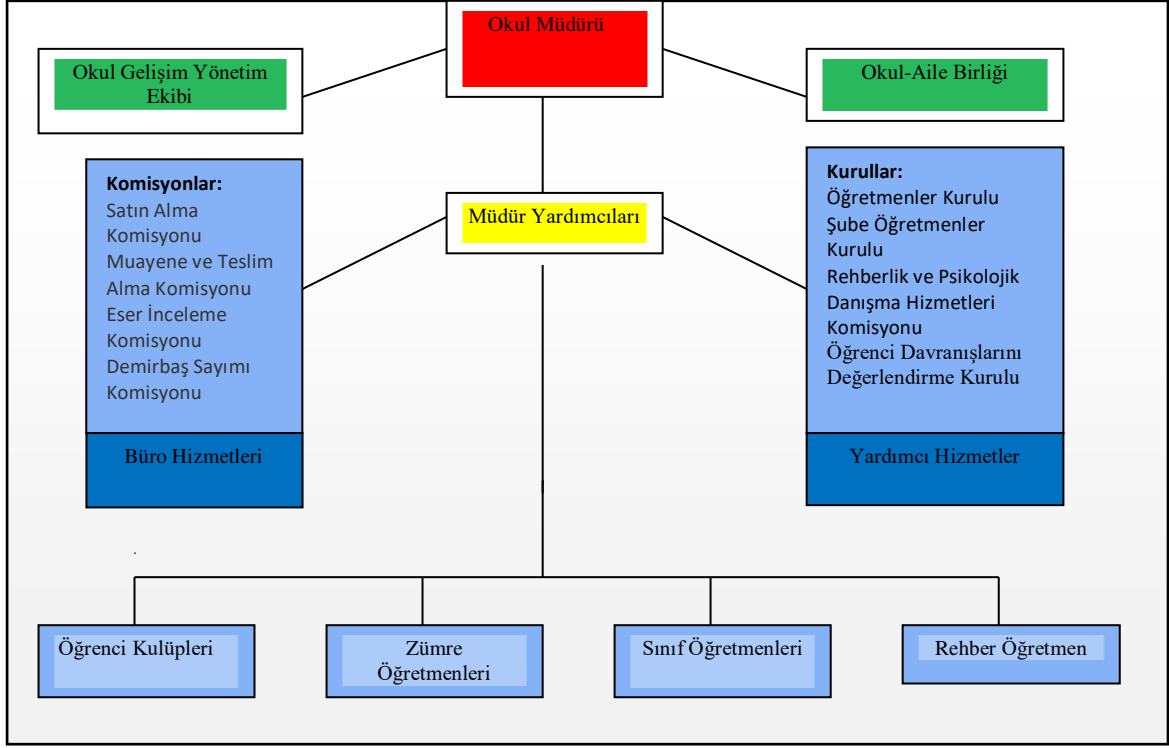 Okul Müdürü
Okul Gelişim Yönetim
Ekibi
Okul-Aile Birliği
Komisyonlar:
Satın Alma
Komisyonu
Muayene ve Teslim
Alma Komisyonu
Eser İnceleme
Komisyonu
Demirbaş Sayımı
Komisyonu
Müdür Yardımcıları
Kurullar:
Öğretmenler Kurulu
Şube Öğretmenler
Kurulu
Rehberlik ve Psikolojik
Danışma Hizmetleri
Komisyonu
Öğrenci Davranışlarını
Değerlendirme Kurulu
Büro Hizmetleri
Yardımcı Hizmetler
Öğrenci Kulüpleri
Zümre
Öğretmenleri
Sınıf Öğretmenleri
Rehber Öğretmen